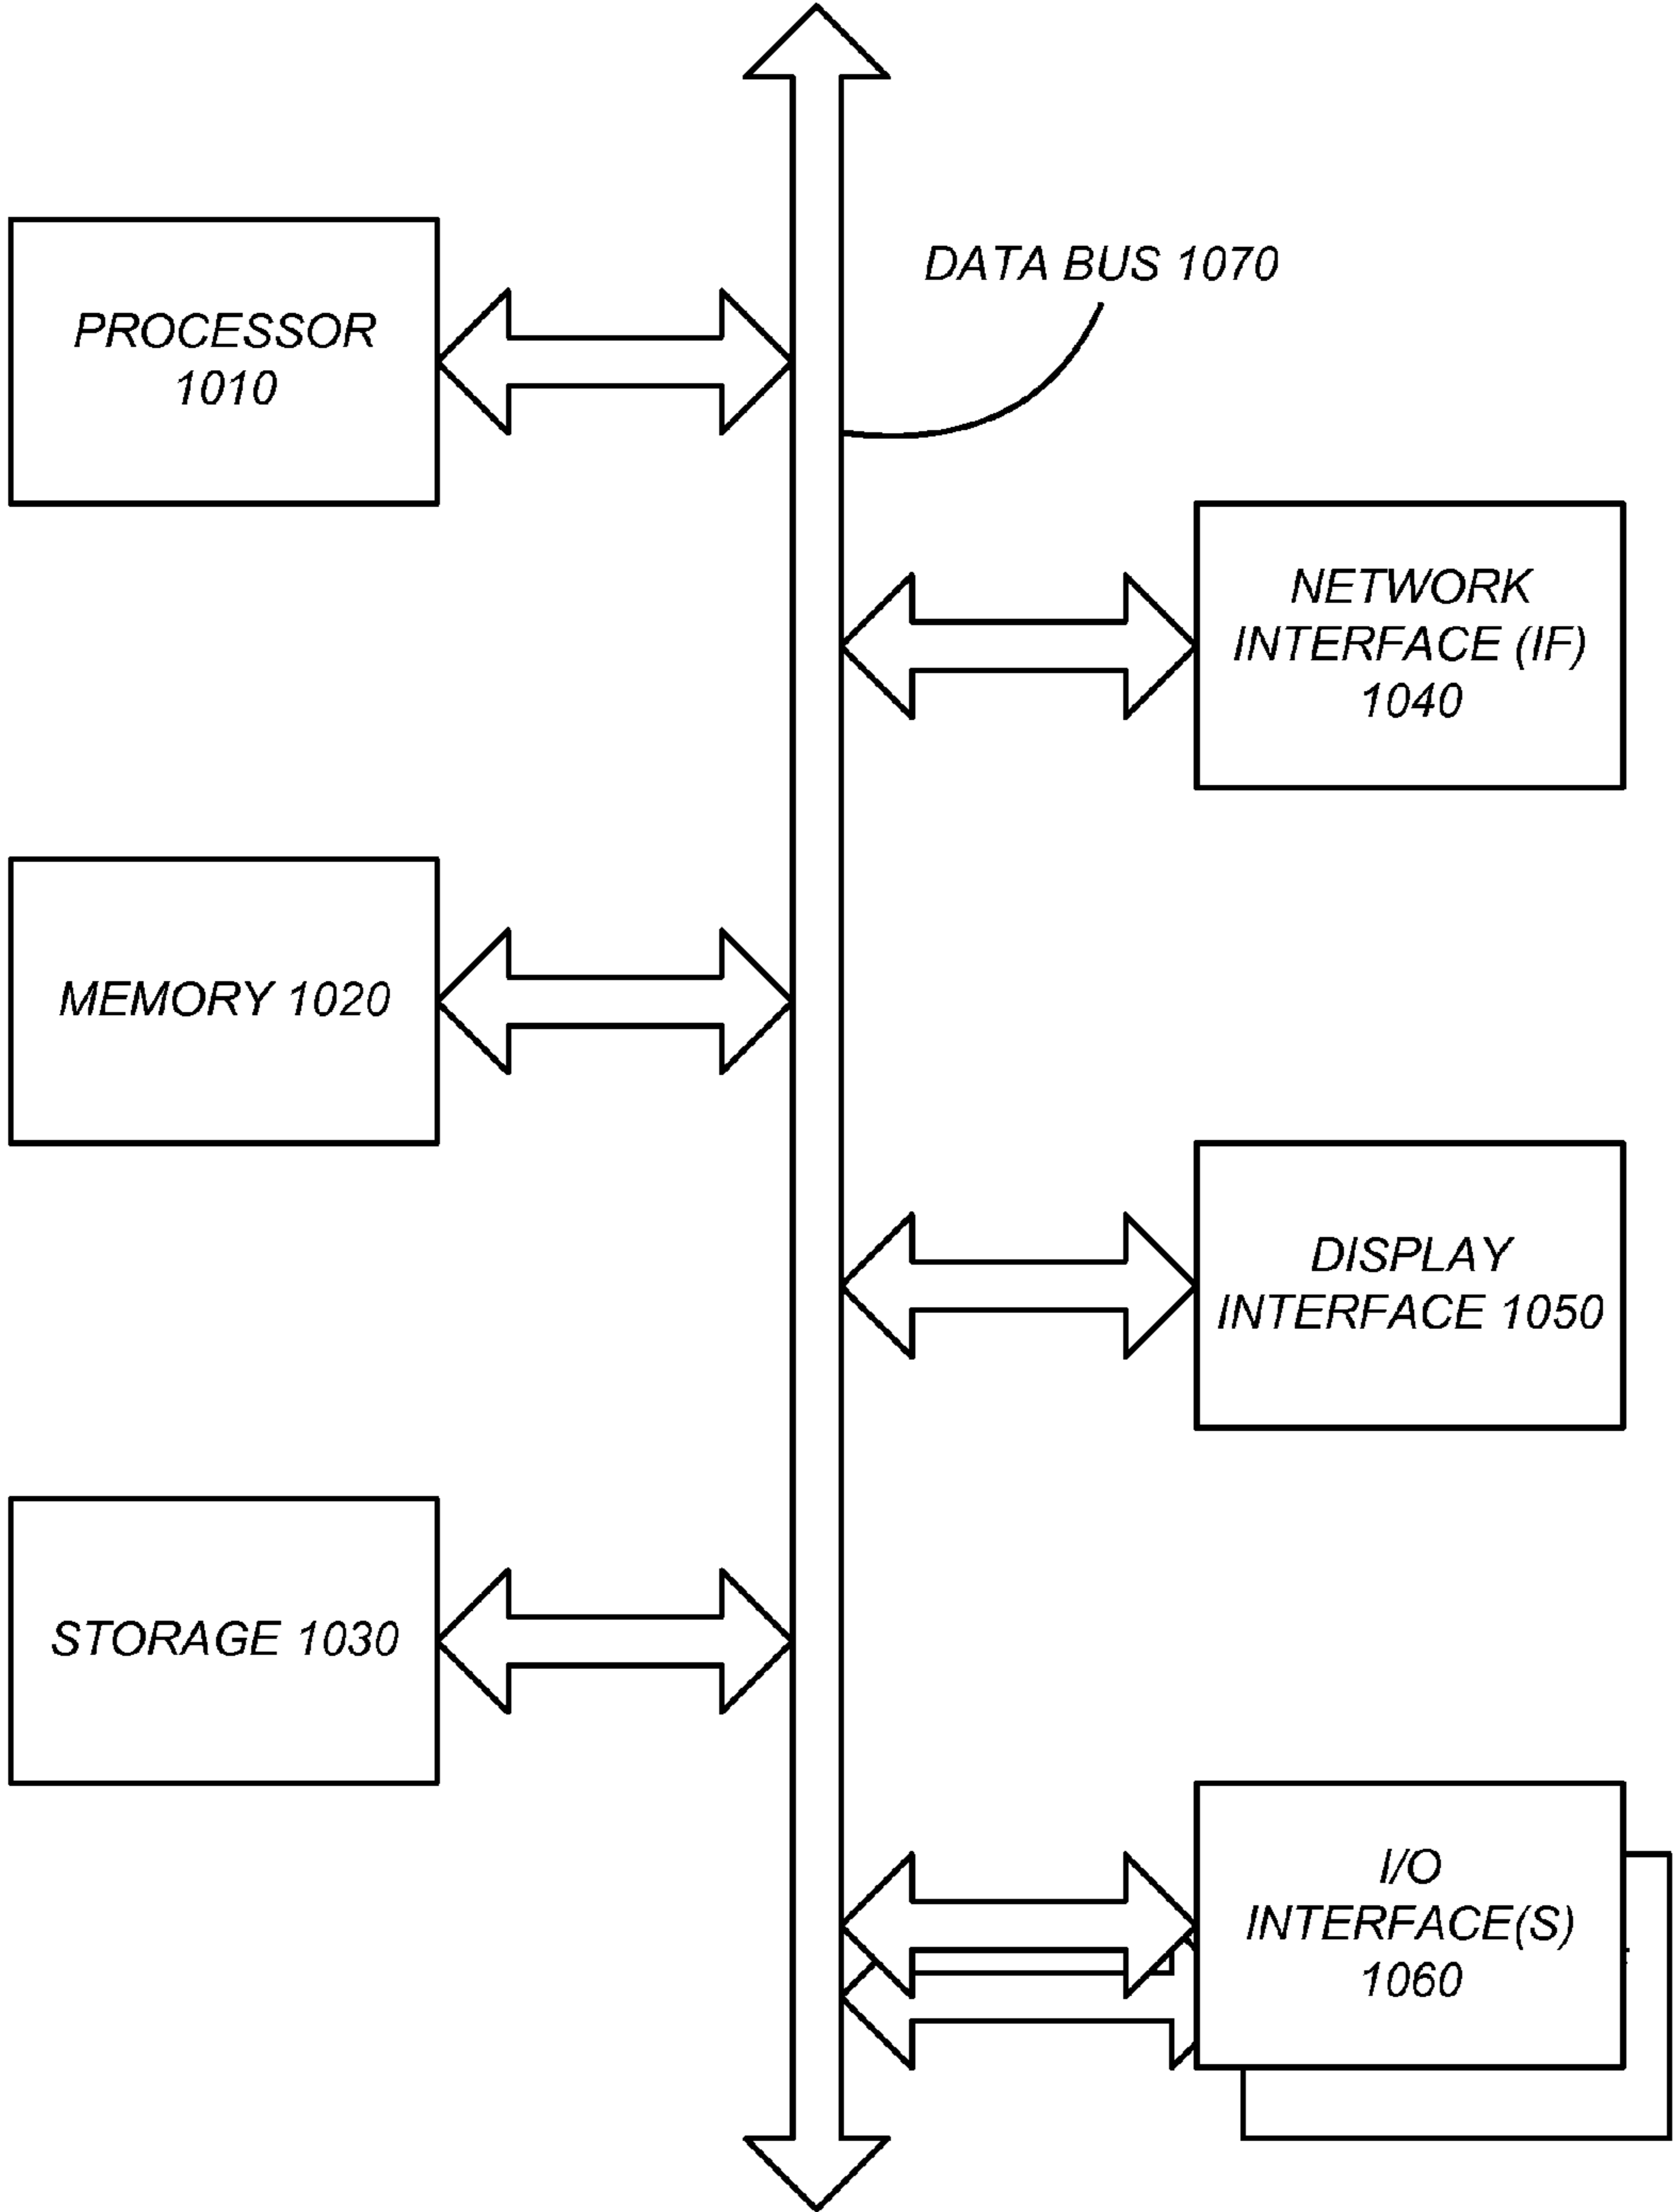 DATA BUS 1070
PROCESSOR
1010
NETWORK
INTERFACE (IF)
1040
MEMORY 1020
DISPLAY
INTERFACE 1050
STORAGE 1030
I/O
INTERFACE(S)
1060